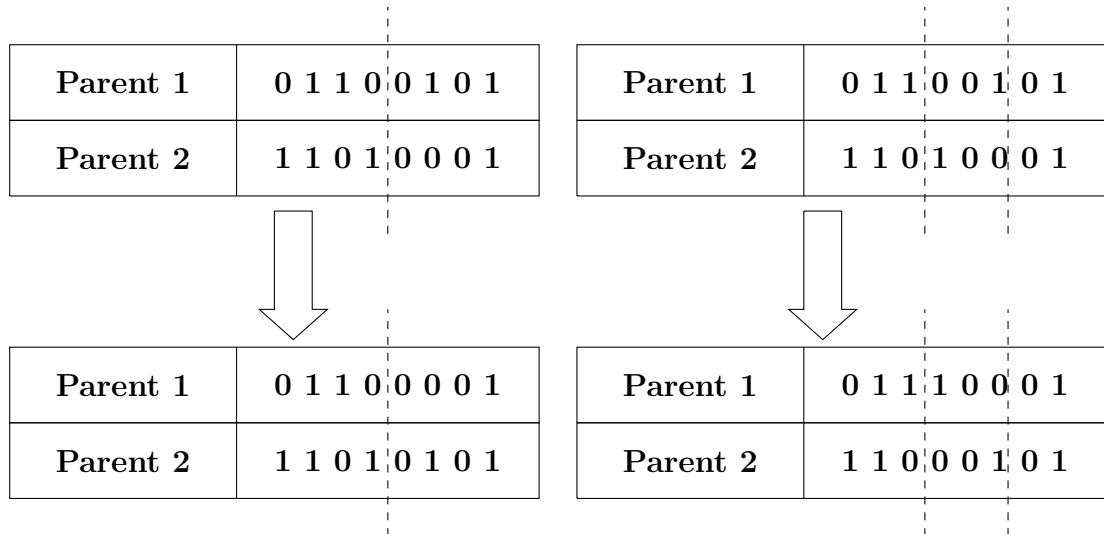 Parent 1 0 1 1 0 0 1 0 1
Parent 2 1 1 0 1 0 0 0 1
Parent 1 0 1 1 0 0 1 0 1
Parent 2 1 1 0 1 0 0 0 1
Parent 1 0 1 1 0 0 0 0 1
Parent 2 1 1 0 1 0 1 0 1
Parent 1 0 1 1 1 0 0 0 1
Parent 2 1 1 0 0 0 1 0 1